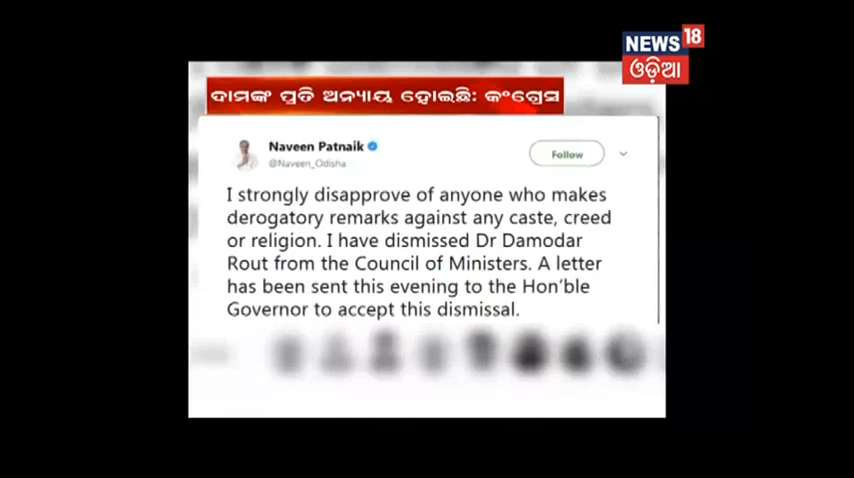 NEWS 18
ଓଡ଼ିଆ
ଦାମଙ୍କ ପ୍ରତି ଅନ୍ୟାୟ ହୋଇଛି: କଂଗ୍ରେସ
Naveen Patnaik
@Naveen_Odisha
Follow
I strongly disapprove of anyone who makes
derogatory remarks against any caste, creed
or religion. I have dismissed Dr Damodar
Rout from the Council of Ministers. A letter
has been sent this evening to the Hon'ble
Governor to accept this dismissal.